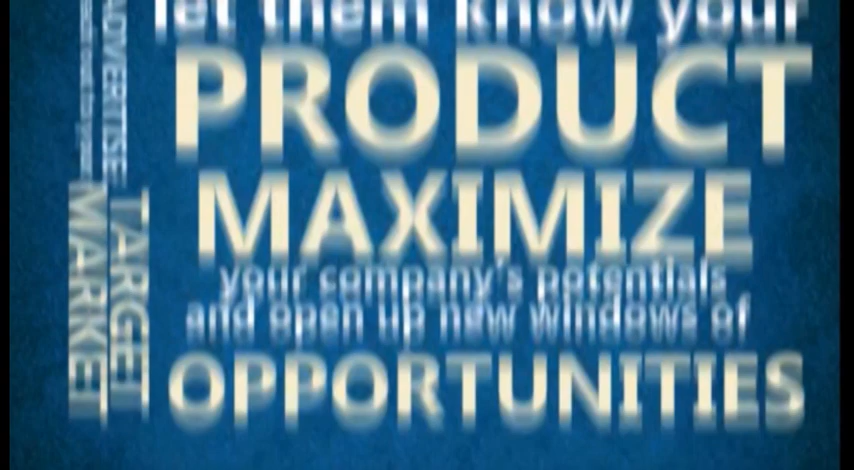 let them know your
PRODUCT
MAXIMIZE
your company's potentials
and open up new windows of
OPPORTUNITIES
ADVERTISE
TARGET
MARKET